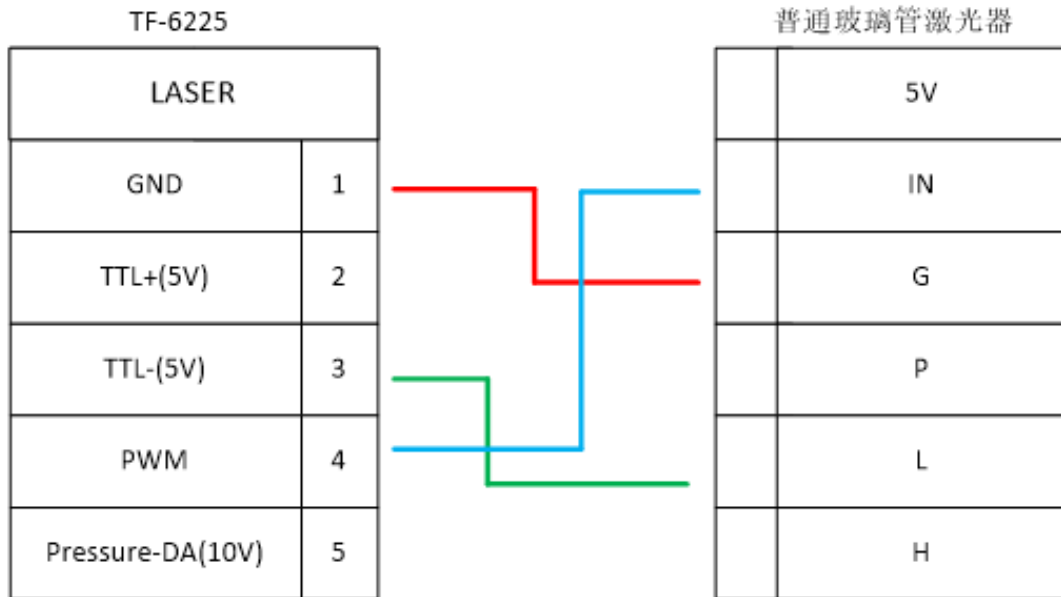 TF-6225
普通玻璃管激光器
LASER
5V
GND 1
IN
TTL+(5V) 2
G
TTL-(5V) 3
P
PWM 4
L
Pressure-DA(10V) 5
H